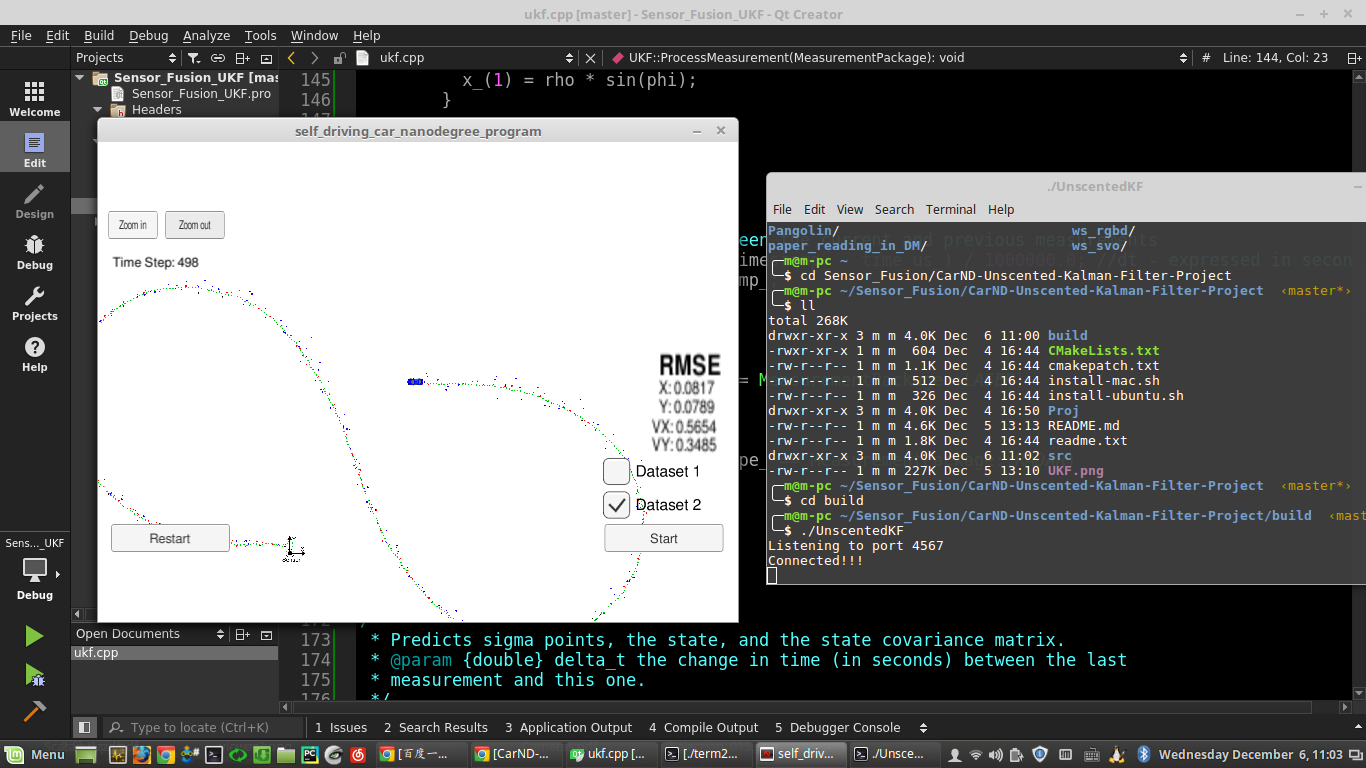 ukf.cpp [master] - Sensor_Fusion_UKF - Qt Creator
File Edit Build Debug Analyze Tools Window Help
Projects ukf.cpp UKF::ProcessMeasurement(MeasurementPackage): void # Line: 144, Col: 23
Welcome
Edit
Design
Debug
Projects
Help
Sens..._UKF
Debug
Sensor_Fusion_UKF [mas
Sensor_Fusion_UKF.pro
Headers
145 x_(1) = rho * sin(phi);
146 }
self_driving_car_nanodegree_program
Zoom in Zoom out
Time Step: 498
RMSE
X: 0.0817
Y: 0.0789
VX: 0.5654
VY: 0.3485
Dataset 1
Dataset 2
Restart Start
./UnscentedKF
File Edit View Search Terminal Help
Pangolin/ ws_rgbd/
paper_reading_in_DM/ ws_svo/
m@m-pc ~
$ cd Sensor_Fusion/CarND-Unscented-Kalman-Filter-Project
m@m-pc ~/Sensor_Fusion/CarND-Unscented-Kalman-Filter-Project ‹master*›
$ ll
total 268K
drwxr-xr-x 3 m m 4.0K Dec 6 11:00 build
-rwxr-xr-x 1 m m 604 Dec 4 16:44 CMakeLists.txt
-rw-r--r-- 1 m m 1.1K Dec 4 16:44 cmakepatch.txt
-rw-r--r-- 1 m m 512 Dec 4 16:44 install-mac.sh
-rw-r--r-- 1 m m 326 Dec 4 16:44 install-ubuntu.sh
drwxr-xr-x 3 m m 4.0K Dec 4 16:50 Proj
-rw-r--r-- 1 m m 4.6K Dec 5 13:13 README.md
-rw-r--r-- 1 m m 1.8K Dec 4 16:44 readme.txt
drwxr-xr-x 3 m m 4.0K Dec 6 11:02 src
-rw-r--r-- 1 m m 227K Dec 5 13:10 UKF.png
m@m-pc ~/Sensor_Fusion/CarND-Unscented-Kalman-Filter-Project ‹master*›
$ cd build
m@m-pc ~/Sensor_Fusion/CarND-Unscented-Kalman-Filter-Project/build ‹mast
$ ./UnscentedKF
Listening to port 4567
Connected!!!
Open Documents
ukf.cpp
173 * Predicts sigma points, the state, and the state covariance matrix.
174 * @param {double} delta_t the change in time (in seconds) between the last
175 * measurement and this one.
176 */
Type to locate (Ctrl+K) 1 Issues 2 Search Results 3 Application Output 4 Compile Output 5 Debugger Console
Menu [百度一... [CarND-... ukf.cpp [... [./term2... self_driv... ./Unsce... Wednesday December 6, 11:03